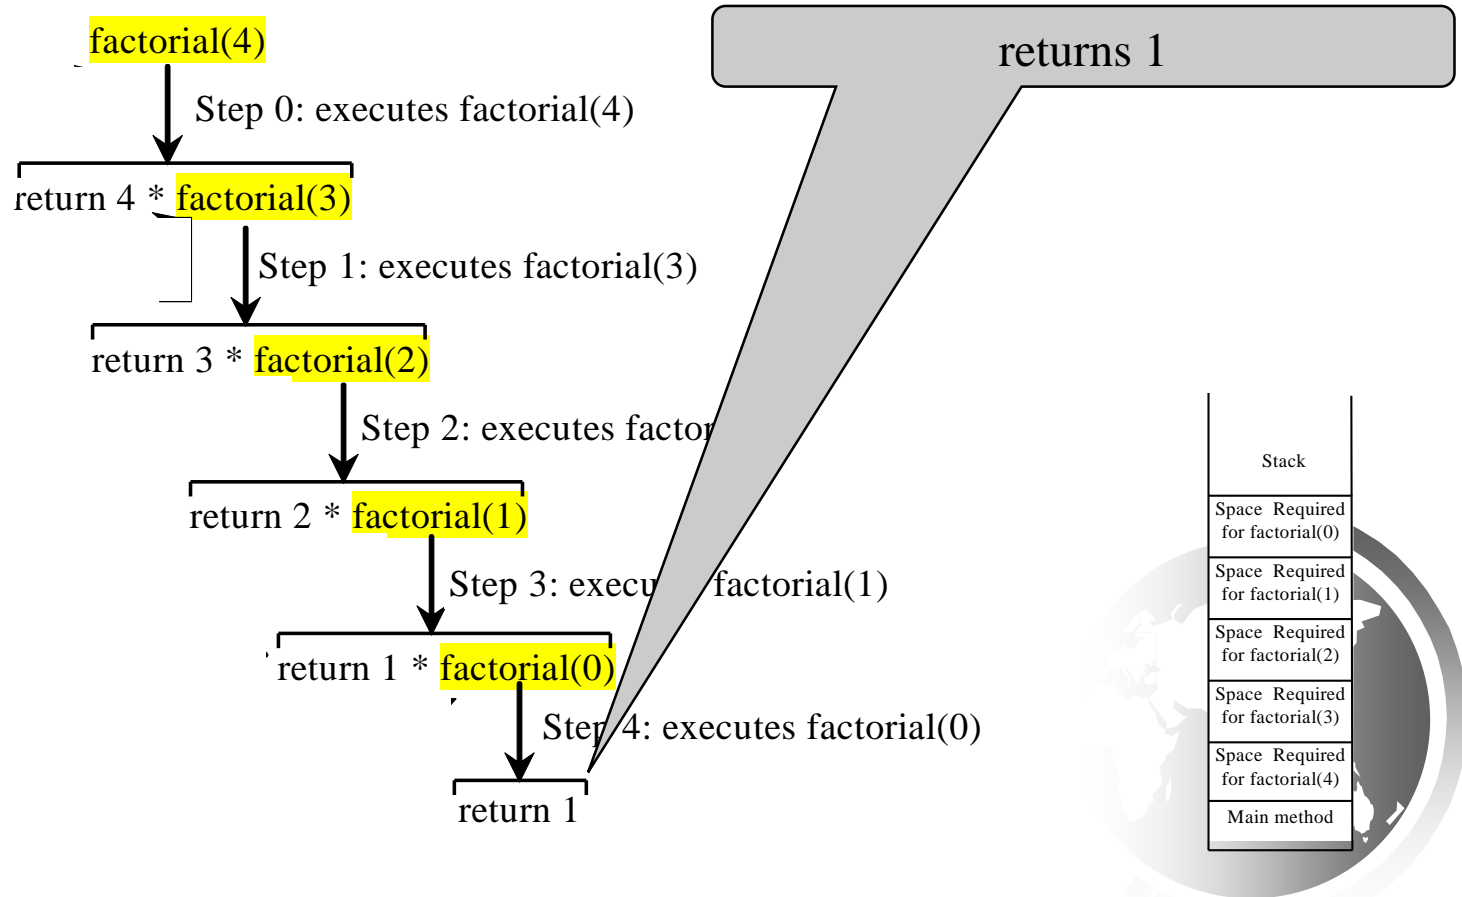 factorial(4)
returns 1
Step 0: executes factorial(4)
return 4 * factorial(3)
Step 1: executes factorial(3)
return 3 * factorial(2)
Step 2: executes factor
return 2 * factorial(1)
Step 3: execu factorial(1)
return 1 * factorial(0)
Step 4: executes factorial(0)
return 1
Stack
Space Required
for factorial(0)
Space Required
for factorial(1)
Space Required
for factorial(2)
Space Required
for factorial(3)
Space Required
for factorial(4)
Main method